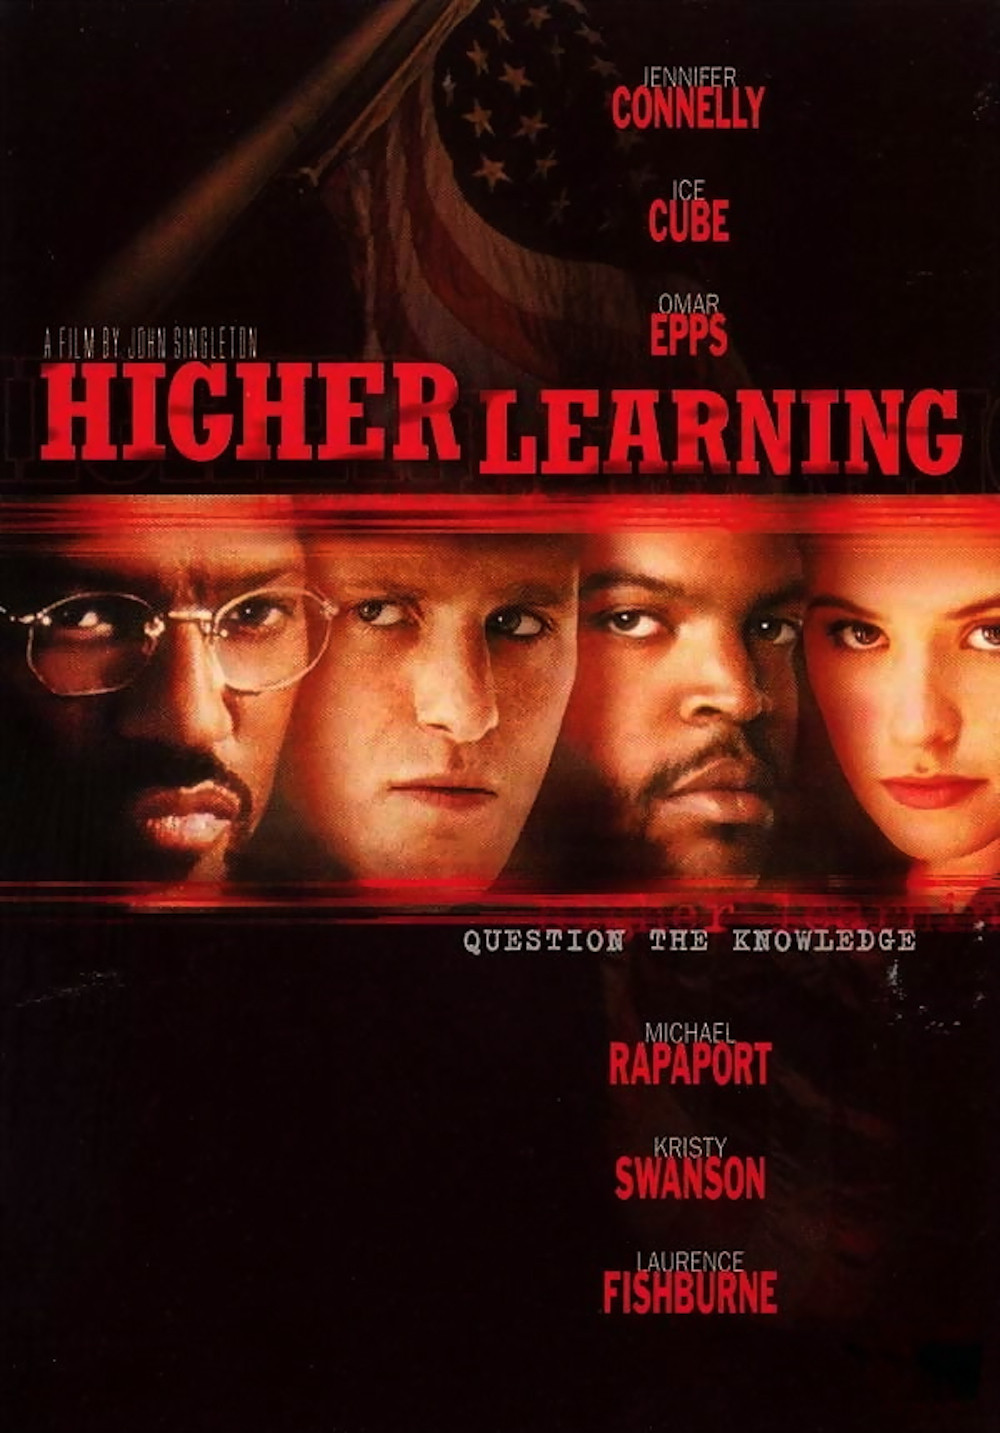 JENNIFER
CONNELLY
ICE
CUBE
OMAR
EPPS
A FILM BY JOHN SINGLETON
HIGHER LEARNING
QUESTION THE KNOWLEDGE
MICHAEL
RAPAPORT
KRISTY
SWANSON
LAURENCE
FISHBURNE